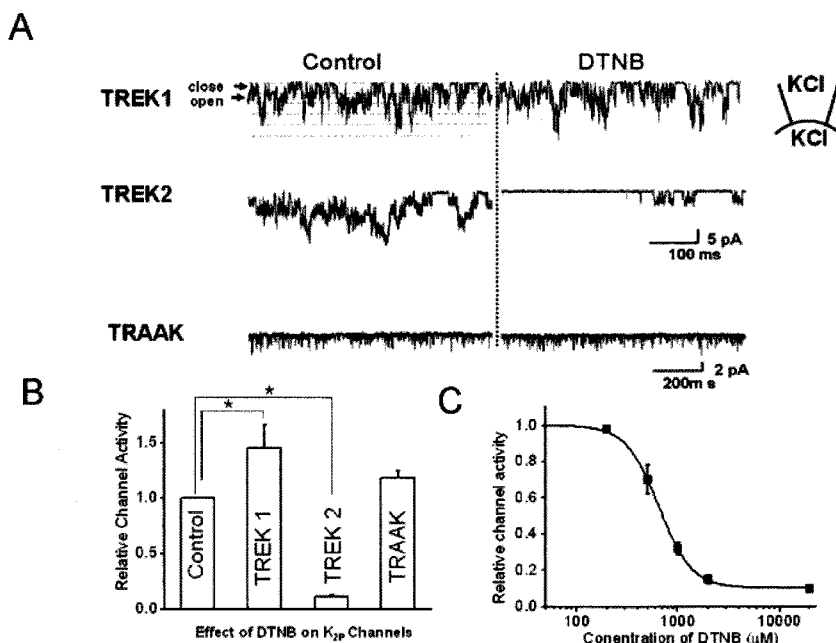 A
Control DTNB
TREK1
close
open
KCl
KCl
TREK2
5 pA
100 ms
TRAAK
2 pA
200m s
B
Relative Channel Activity
1.5
1.0
0.5
0.0
* *
Control
TREK 1
TREK 2
TRAAK
Effect of DTNB on K2P Channels
C
Relative channel activity
1.0
0.8
0.6
0.4
0.2
0.0
100 1000 10000
Conentration of DTNB (μM)